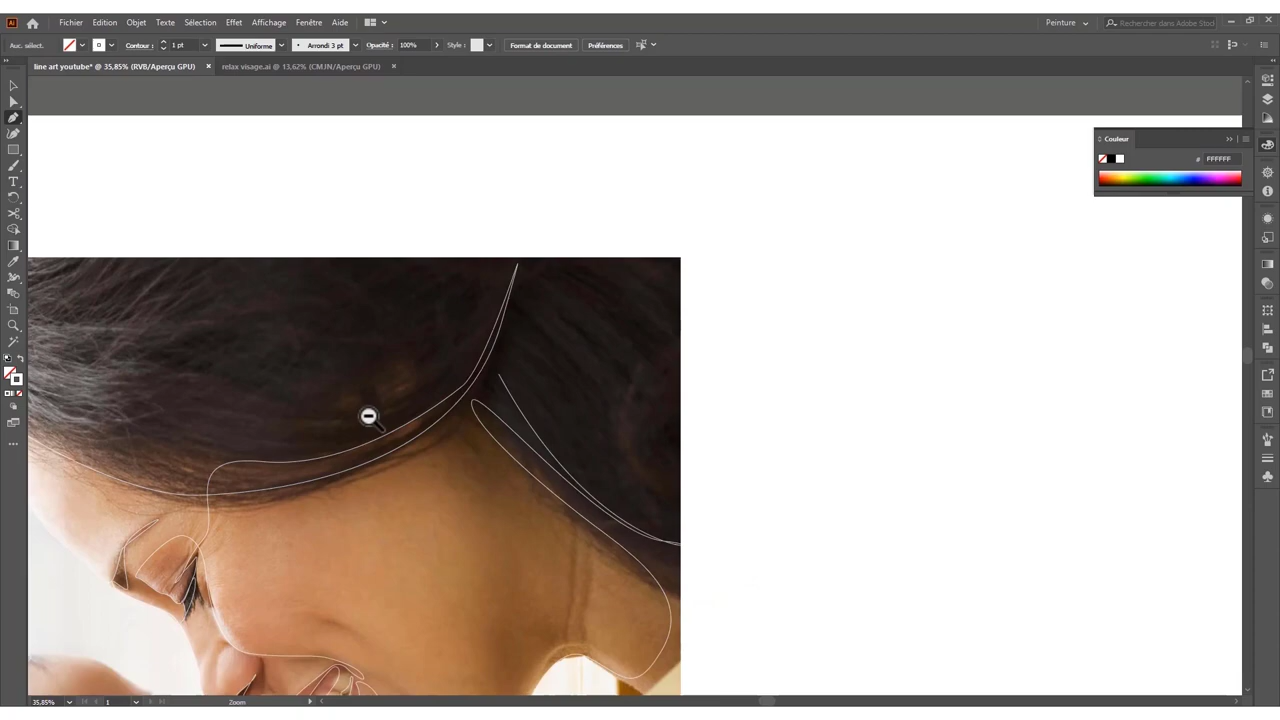 Ai Fichier Edition Objet Texte Sélection Effet Affichage Fenêtre Aide Peinture Rechercher dans Adobe Stock
Auc. sélect. Contour : 1 pt Uniforme Arrondi 3 pt Opacité : 100% Style : Format de document Préférences
line art youtube* @ 35,85% (RVB/Aperçu GPU) × relax visage.ai @ 13,62% (CMJN/Aperçu GPU) ×
Couleur
# FFFFFF
35,85% 1 Zoom